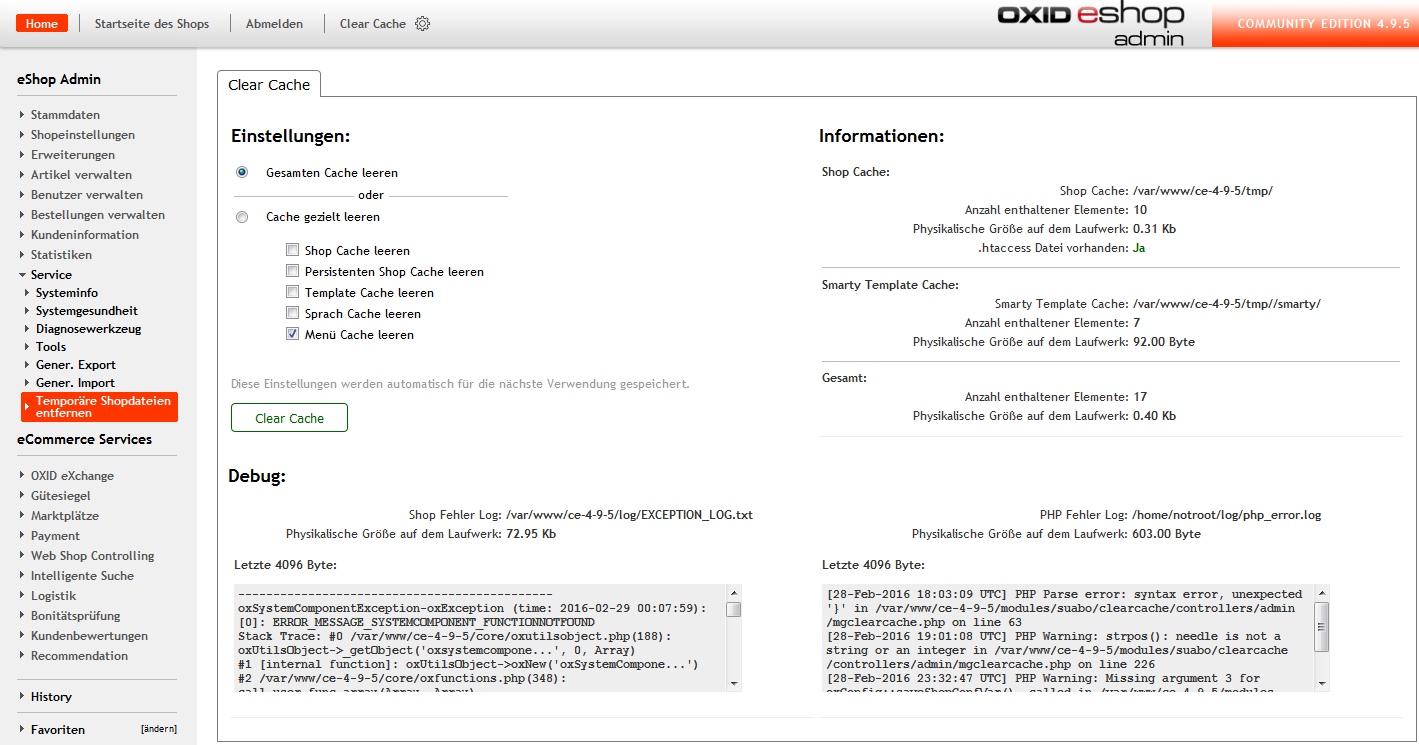 Home
Startseite des Shops
Abmelden
Clear Cache
OXID eshop
admin
COMMUNITY EDITION 4.9.5
eShop Admin
Stammdaten
Shopeinstellungen
Erweiterungen
Artikel verwalten
Benutzer verwalten
Bestellungen verwalten
Kundeninformation
Statistiken
Service
Systeminfo
Systemgesundheit
Diagnosewerkzeug
Tools
Gener. Export
Gener. Import
Temporäre Shopdateien
entfernen
eCommerce Services
OXID eXchange
Gütesiegel
Marktplätze
Payment
Web Shop Controlling
Intelligente Suche
Logistik
Bonitätsprüfung
Kundenbewertungen
Recommendation
History
Favoriten
[ändern]
Clear Cache
Einstellungen:
Gesamten Cache leeren
oder
Cache gezielt leeren
Shop Cache leeren
Persistenten Shop Cache leeren
Template Cache leeren
Sprach Cache leeren
Menü Cache leeren
Diese Einstellungen werden automatisch für die nächste Verwendung gespeichert.
Clear Cache
Informationen:
Shop Cache:
Shop Cache: /var/www/ce-4-9-5/tmp/
Anzahl enthaltener Elemente: 10
Physikalische Größe auf dem Laufwerk: 0.31 Kb
.htaccess Datei vorhanden: Ja
Smarty Template Cache:
Smarty Template Cache: /var/www/ce-4-9-5/tmp//smarty/
Anzahl enthaltener Elemente: 7
Physikalische Größe auf dem Laufwerk: 92.00 Byte
Gesamt:
Anzahl enthaltener Elemente: 17
Physikalische Größe auf dem Laufwerk: 0.40 Kb
Debug:
Shop Fehler Log: /var/www/ce-4-9-5/log/EXCEPTION_LOG.txt
Physikalische Größe auf dem Laufwerk: 72.95 Kb
Letzte 4096 Byte:
---------------------------------------------
oxSystemComponentException-oxException (time: 2016-02-29 00:07:59):
[0]: ERROR_MESSAGE_SYSTEMCOMPONENT_FUNCTIONNOTFOUND
Stack Trace: #0 /var/www/ce-4-9-5/core/oxutilsobject.php(188):
oxUtilsObject->_getObject('oxsystemcompone...', 0, Array)
#1 [internal function]: oxUtilsObject->oxNew('oxSystemCompone...')
#2 /var/www/ce-4-9-5/core/oxfunctions.php(348):
call_user_func_array(Array, Array)
PHP Fehler Log: /home/notroot/log/php_error.log
Physikalische Größe auf dem Laufwerk: 603.00 Byte
Letzte 4096 Byte:
[28-Feb-2016 18:03:09 UTC] PHP Parse error: syntax error, unexpected
'}' in /var/www/ce-4-9-5/modules/suabo/clearcache/controllers/admin
/mgclearcache.php on line 63
[28-Feb-2016 19:01:08 UTC] PHP Warning: strpos(): needle is not a
string or an integer in /var/www/ce-4-9-5/modules/suabo/clearcache
/controllers/admin/mgclearcache.php on line 226
[28-Feb-2016 23:32:47 UTC] PHP Warning: Missing argument 3 for
oxConfig::saveShopConfVar(), called in /var/www/ce-4-9-5/modules